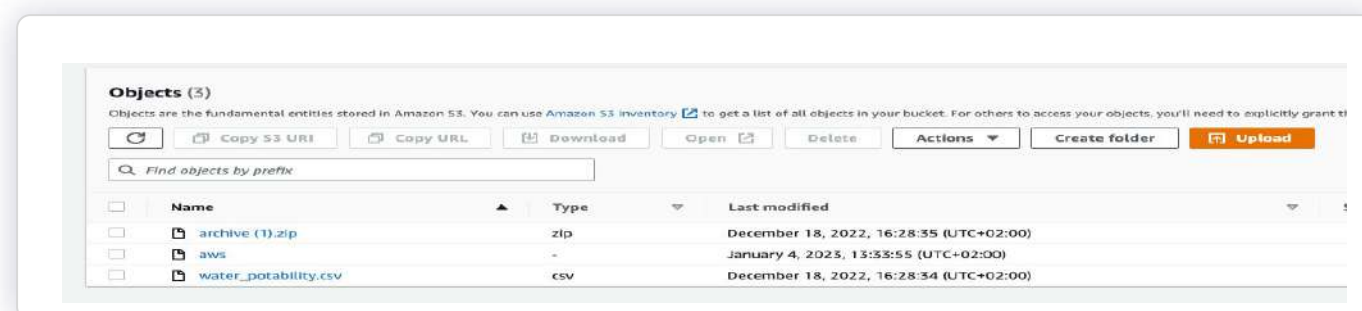 Objects (3)
Objects are the fundamental entities stored in Amazon S3. You can use Amazon S3 inventory to get a list of all objects in your bucket. For others to access your objects, you'll need to explicitly grant
Copy S3 URI Copy URL Download Open Delete Actions Create folder Upload
Find objects by prefix
Name Type Last modified
archive (1).zip zip December 18, 2022, 16:28:35 (UTC+02:00)
aws - January 4, 2023, 13:33:55 (UTC+02:00)
water_potability.csv csv December 18, 2022, 16:28:34 (UTC+02:00)